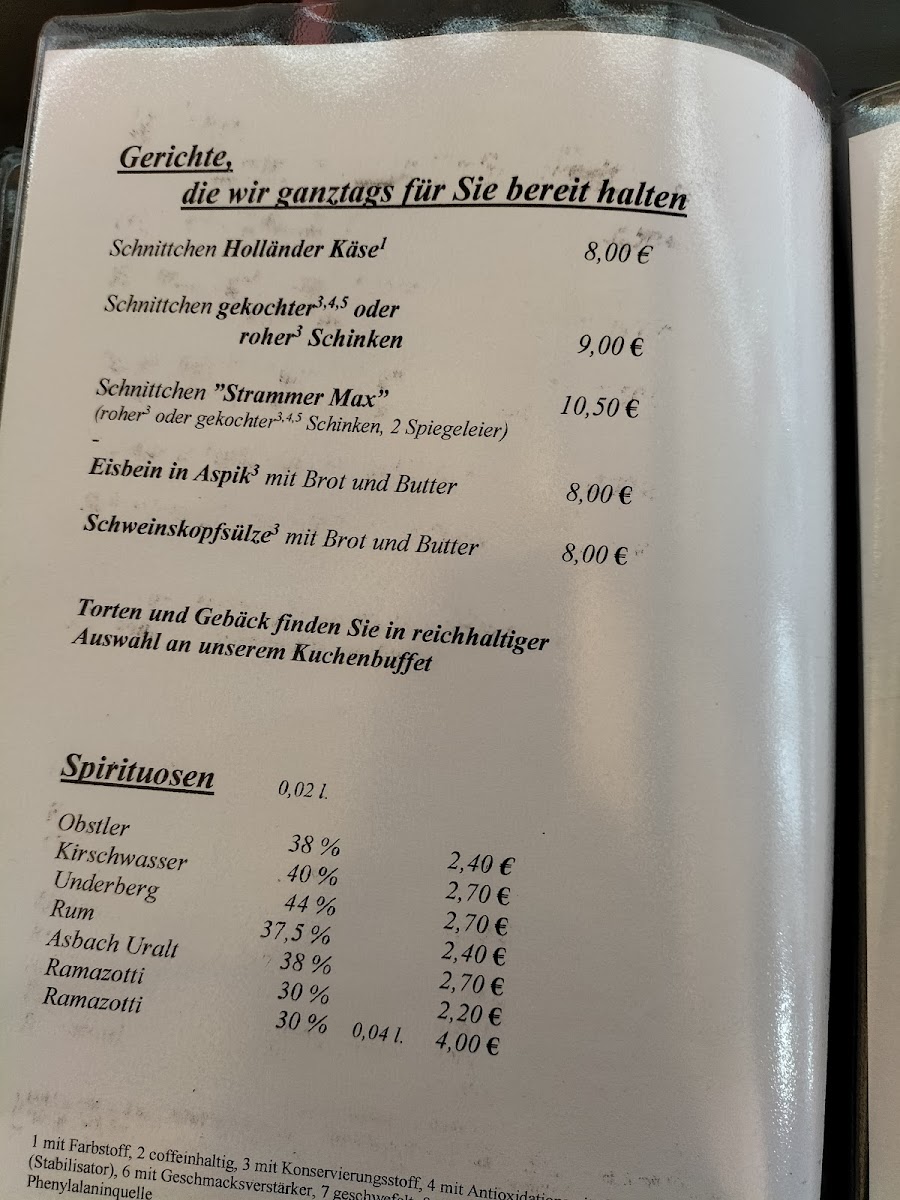 Gerichte,
die wir ganztags für Sie bereit halten
Schnittchen Holländer Käse¹ 8,00 €
Schnittchen gekochter³,⁴,⁵ oder
roher³ Schinken 9,00 €
Schnittchen ”Strammer Max” 10,50 €
(roher³ oder gekochter³,⁴,⁵ Schinken, 2 Spiegeleier)
-
Eisbein in Aspik³ mit Brot und Butter 8,00 €
Schweinskopfsülze³ mit Brot und Butter 8,00 €
Torten und Gebäck finden Sie in reichhaltiger
Auswahl an unserem Kuchenbuffet
Spirituosen 0,02 l.
Obstler 38 % 2,40 €
Kirschwasser 40 % 2,70 €
Underberg 44 % 2,70 €
Rum 37,5 % 2,40 €
Asbach Uralt 38 % 2,70 €
Ramazotti 30 % 2,20 €
Ramazotti 30 % 0,04 l. 4,00 €
1 mit Farbstoff, 2 coffeinhaltig, 3 mit Konservierungsstoff, 4 mit
(Stabilisator), 6 mit Geschmacksverstärker, 7
Phenylalaninquelle